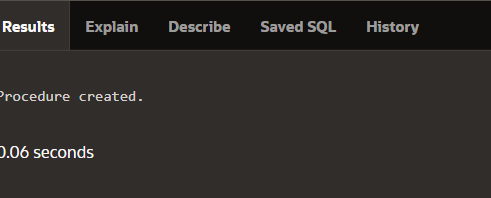 Results Explain Describe Saved SQL History
Procedure created.
0.06 seconds